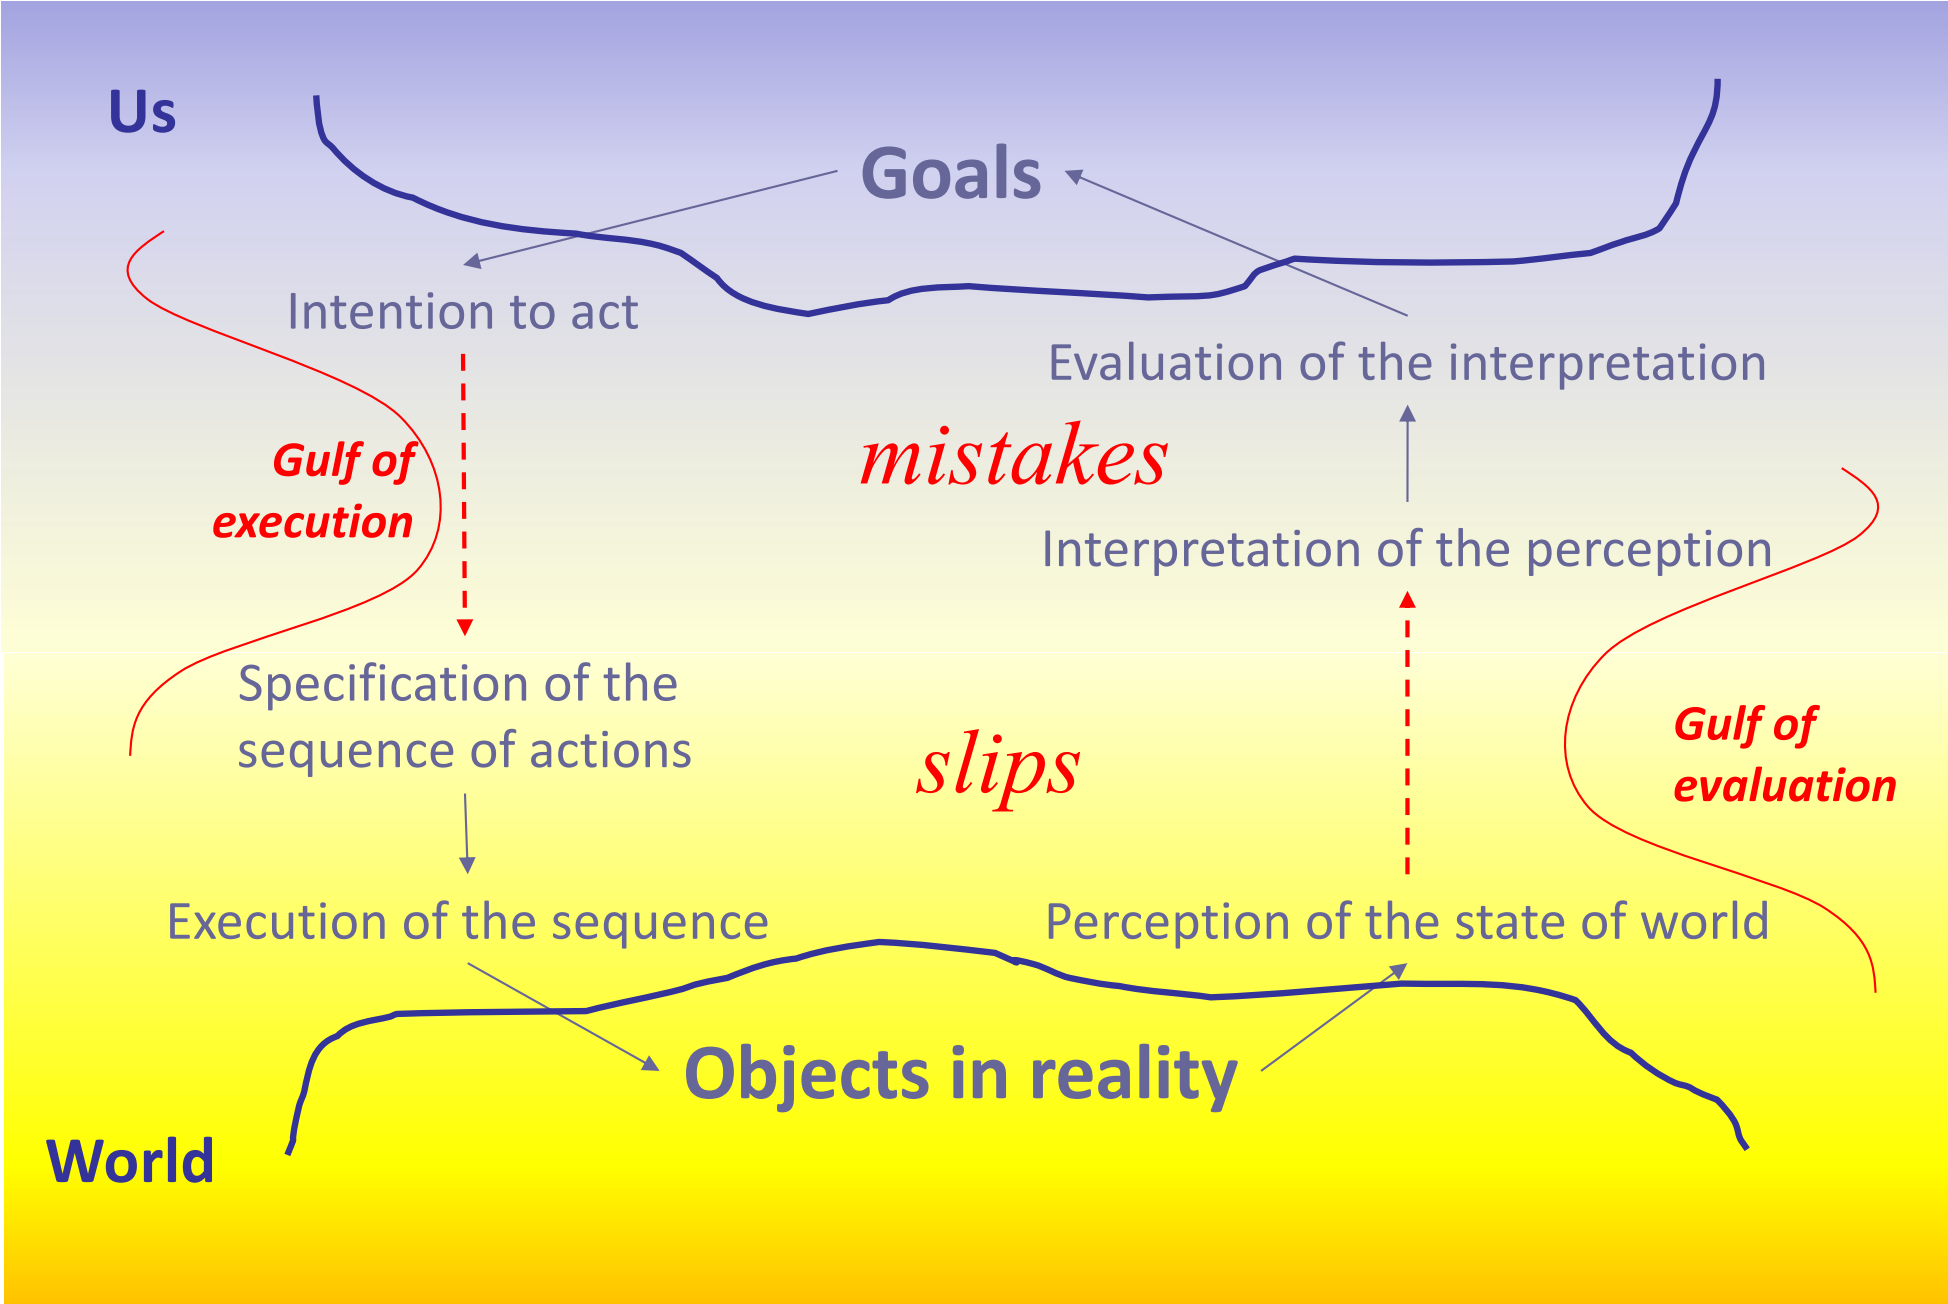 Us
Goals
Intention to act
Evaluation of the interpretation
mistakes
Gulf of
execution
Interpretation of the perception
Specification of the
sequence of actions
slips
Gulf of
evaluation
Execution of the sequence
Perception of the state of world
Objects in reality
World